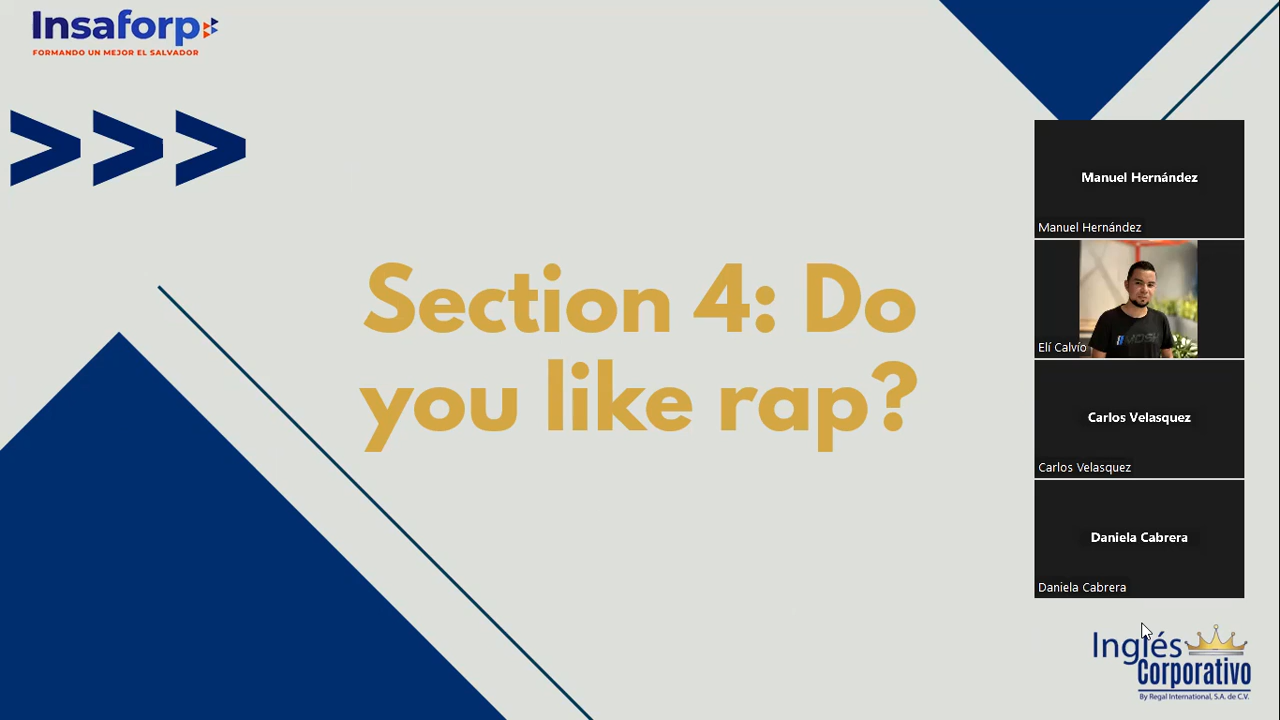 Insaforp
FORMANDO UN MEJOR EL SALVADOR
>>>
Section 4: Do
you like rap?
Manuel Hernández
Manuel Hernández
Elí Calvío
Carlos Velasquez
Carlos Velasquez
Daniela Cabrera
Daniela Cabrera
Inglés
Corporativo
By Regal International, S.A. de C.V.